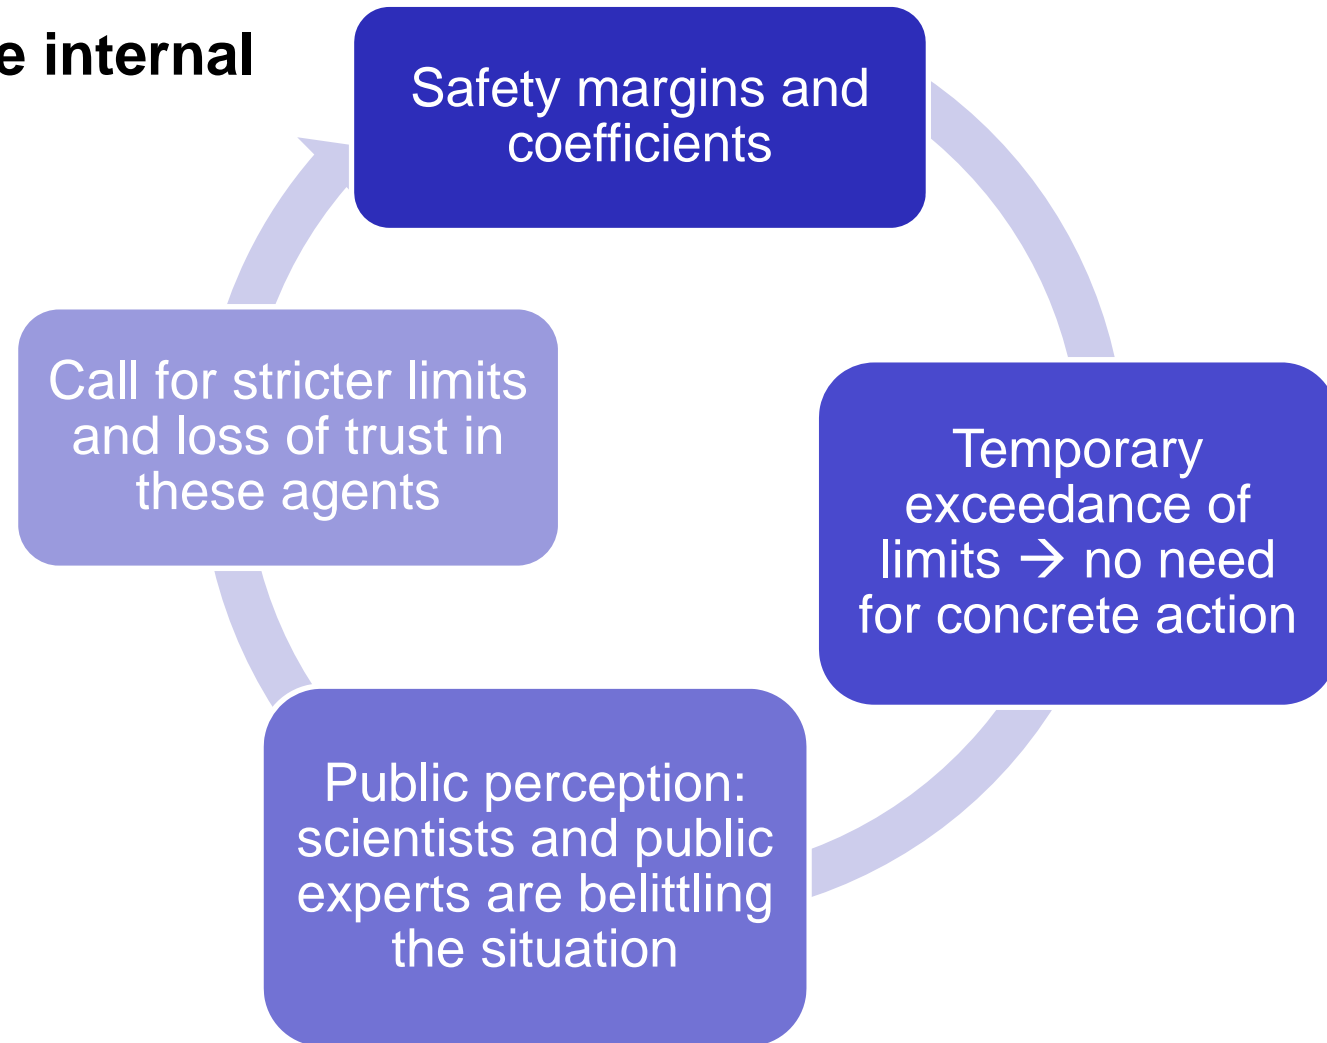 e internal
Safety margins and
coefficients
Temporary
exceedance of
limits → no need
for concrete action
Public perception:
scientists and public
experts are belittling
the situation
Call for stricter limits
and loss of trust in
these agents